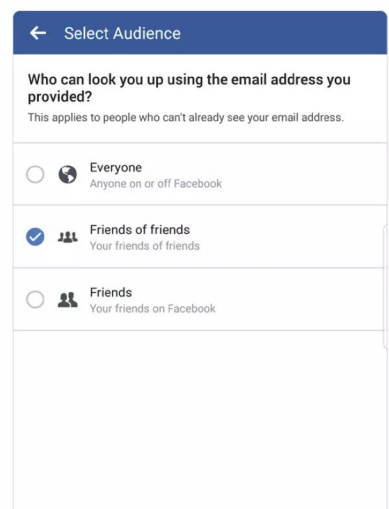 Select Audience
Who can look you up using the email address you
provided?
This applies to people who can't already see your email address.
Everyone
Anyone on or off Facebook
Friends of friends
Your friends of friends
Friends
Your friends on Facebook